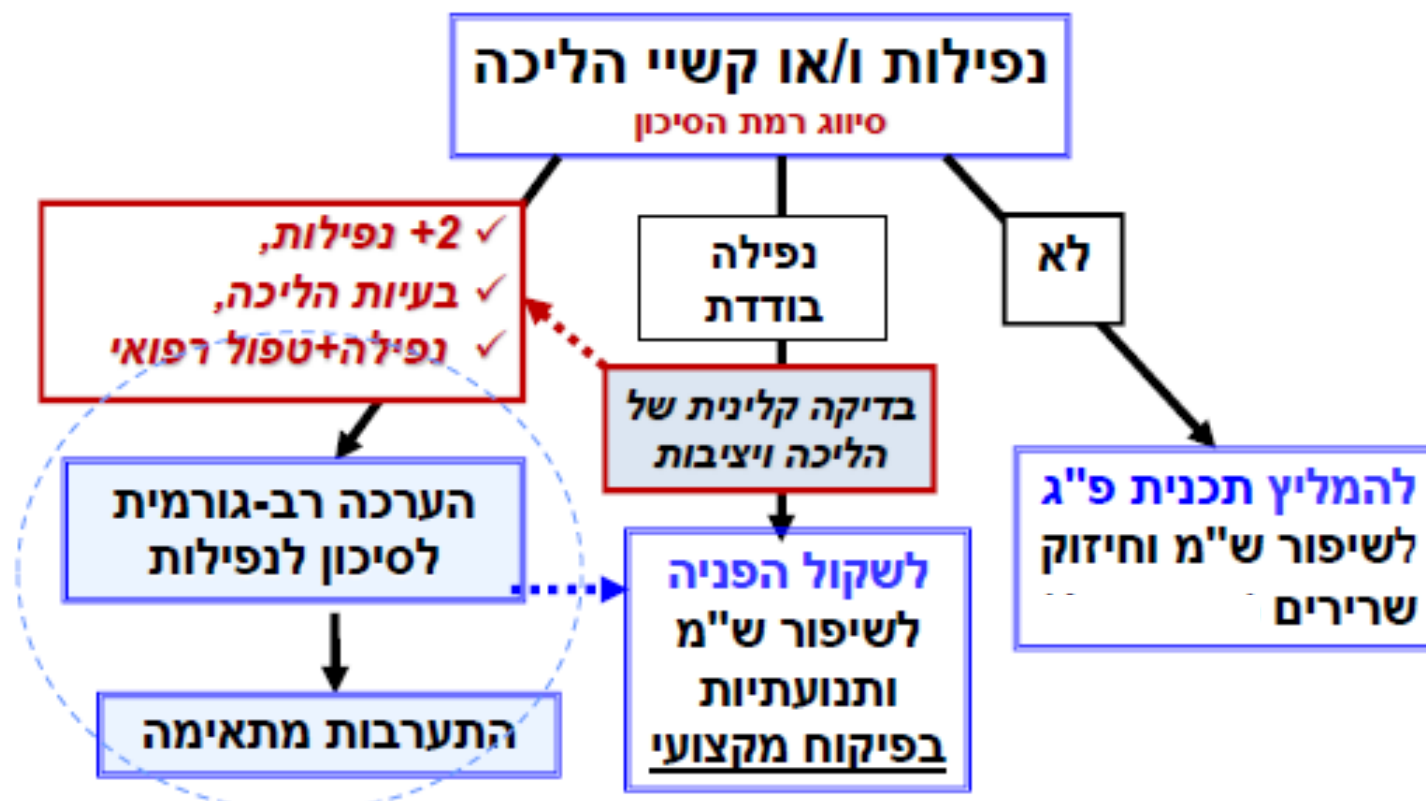 נפילות ו/או קשיי הליכה
סיווג רמת הסיכון
לא
נפילה
בודדת
2+ נפילות,
בעיות הליכה,
נפילה+טפול רפואי
בדיקה קלינית של
הליכה ויציבות
להמליץ תכנית פ"ג
לשיפור ש"מ וחיזוק
שרירים
לשקול הפניה
לשיפור ש"מ
ותנועתיות
בפיקוח מקצועי
הערכה רב-גורמית
לסיכון לנפילות
התערבות מתאימה